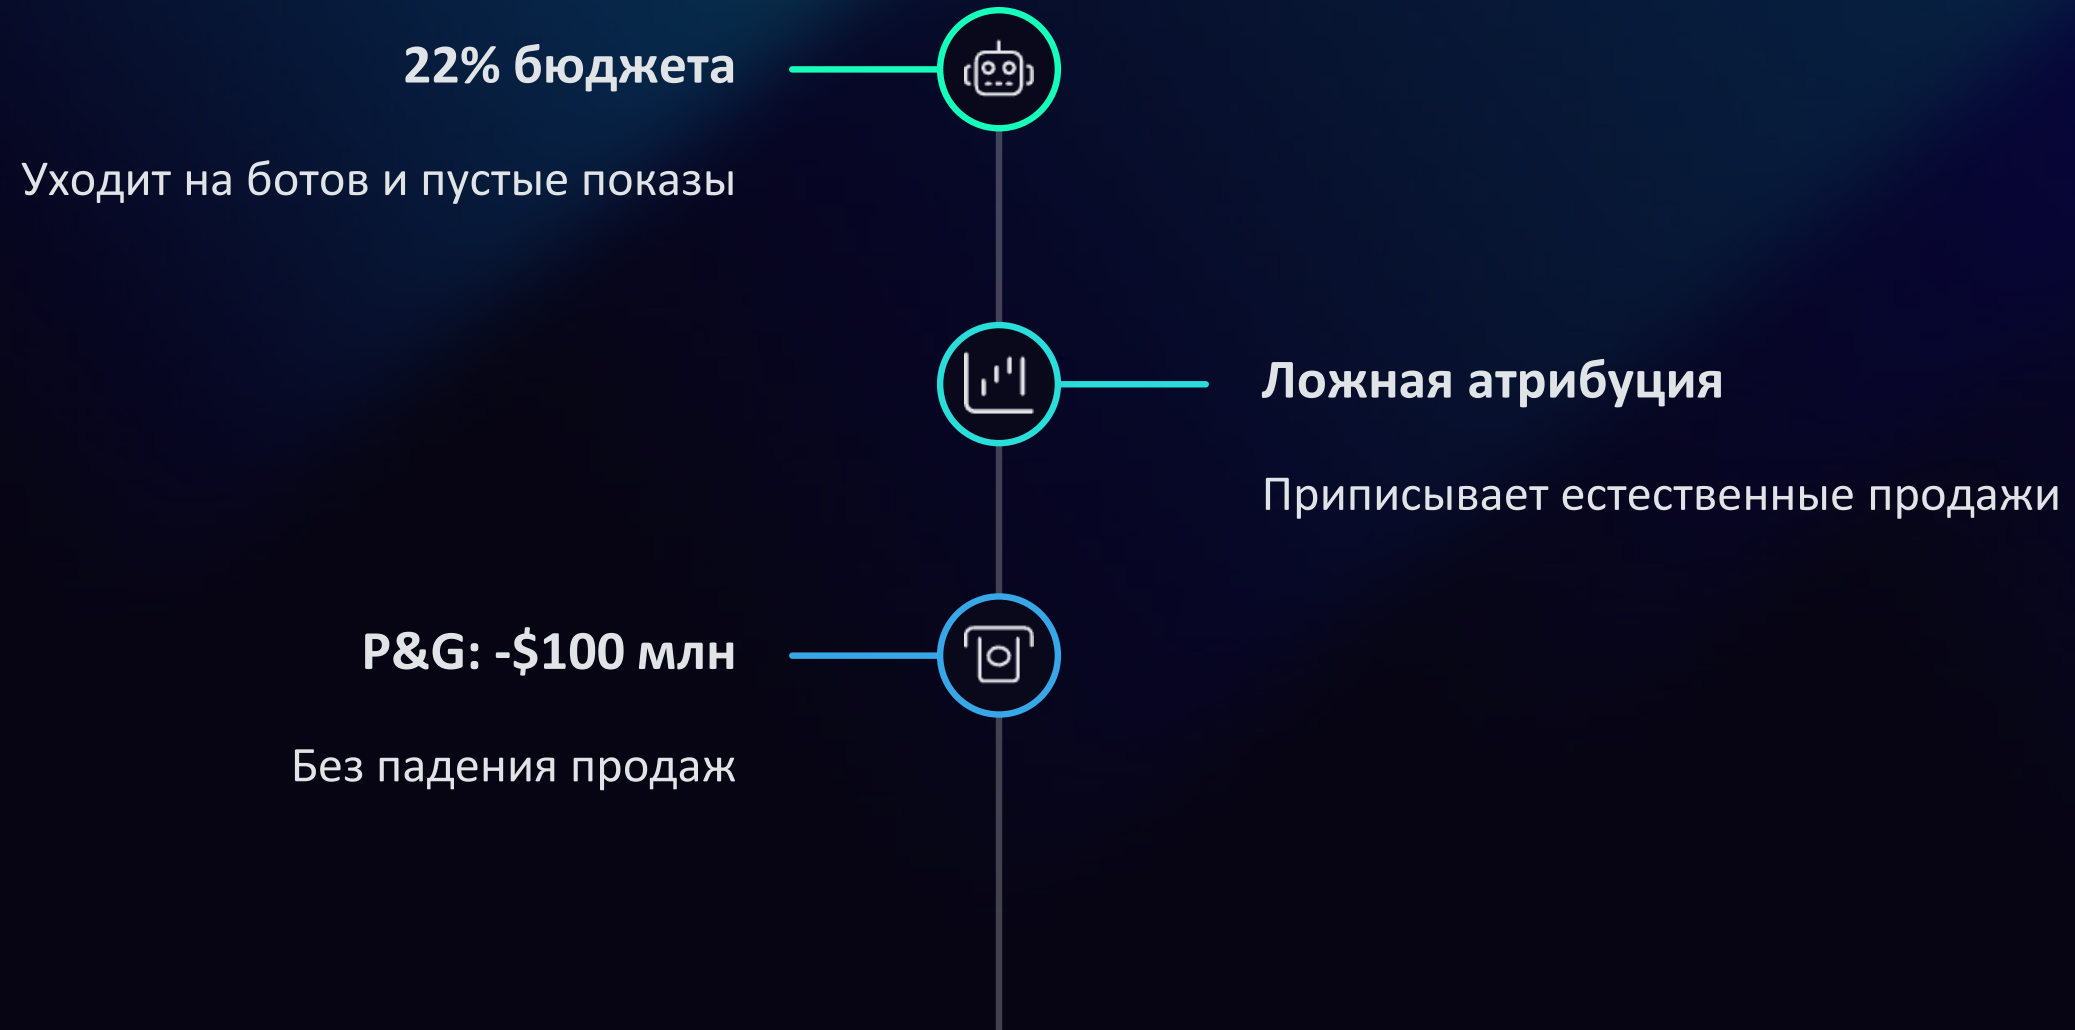 22% бюджета
Уходит на ботов и пустые показы
Ложная атрибуция
Приписывает естественные продажи
P&G: -$100 млн
Без падения продаж